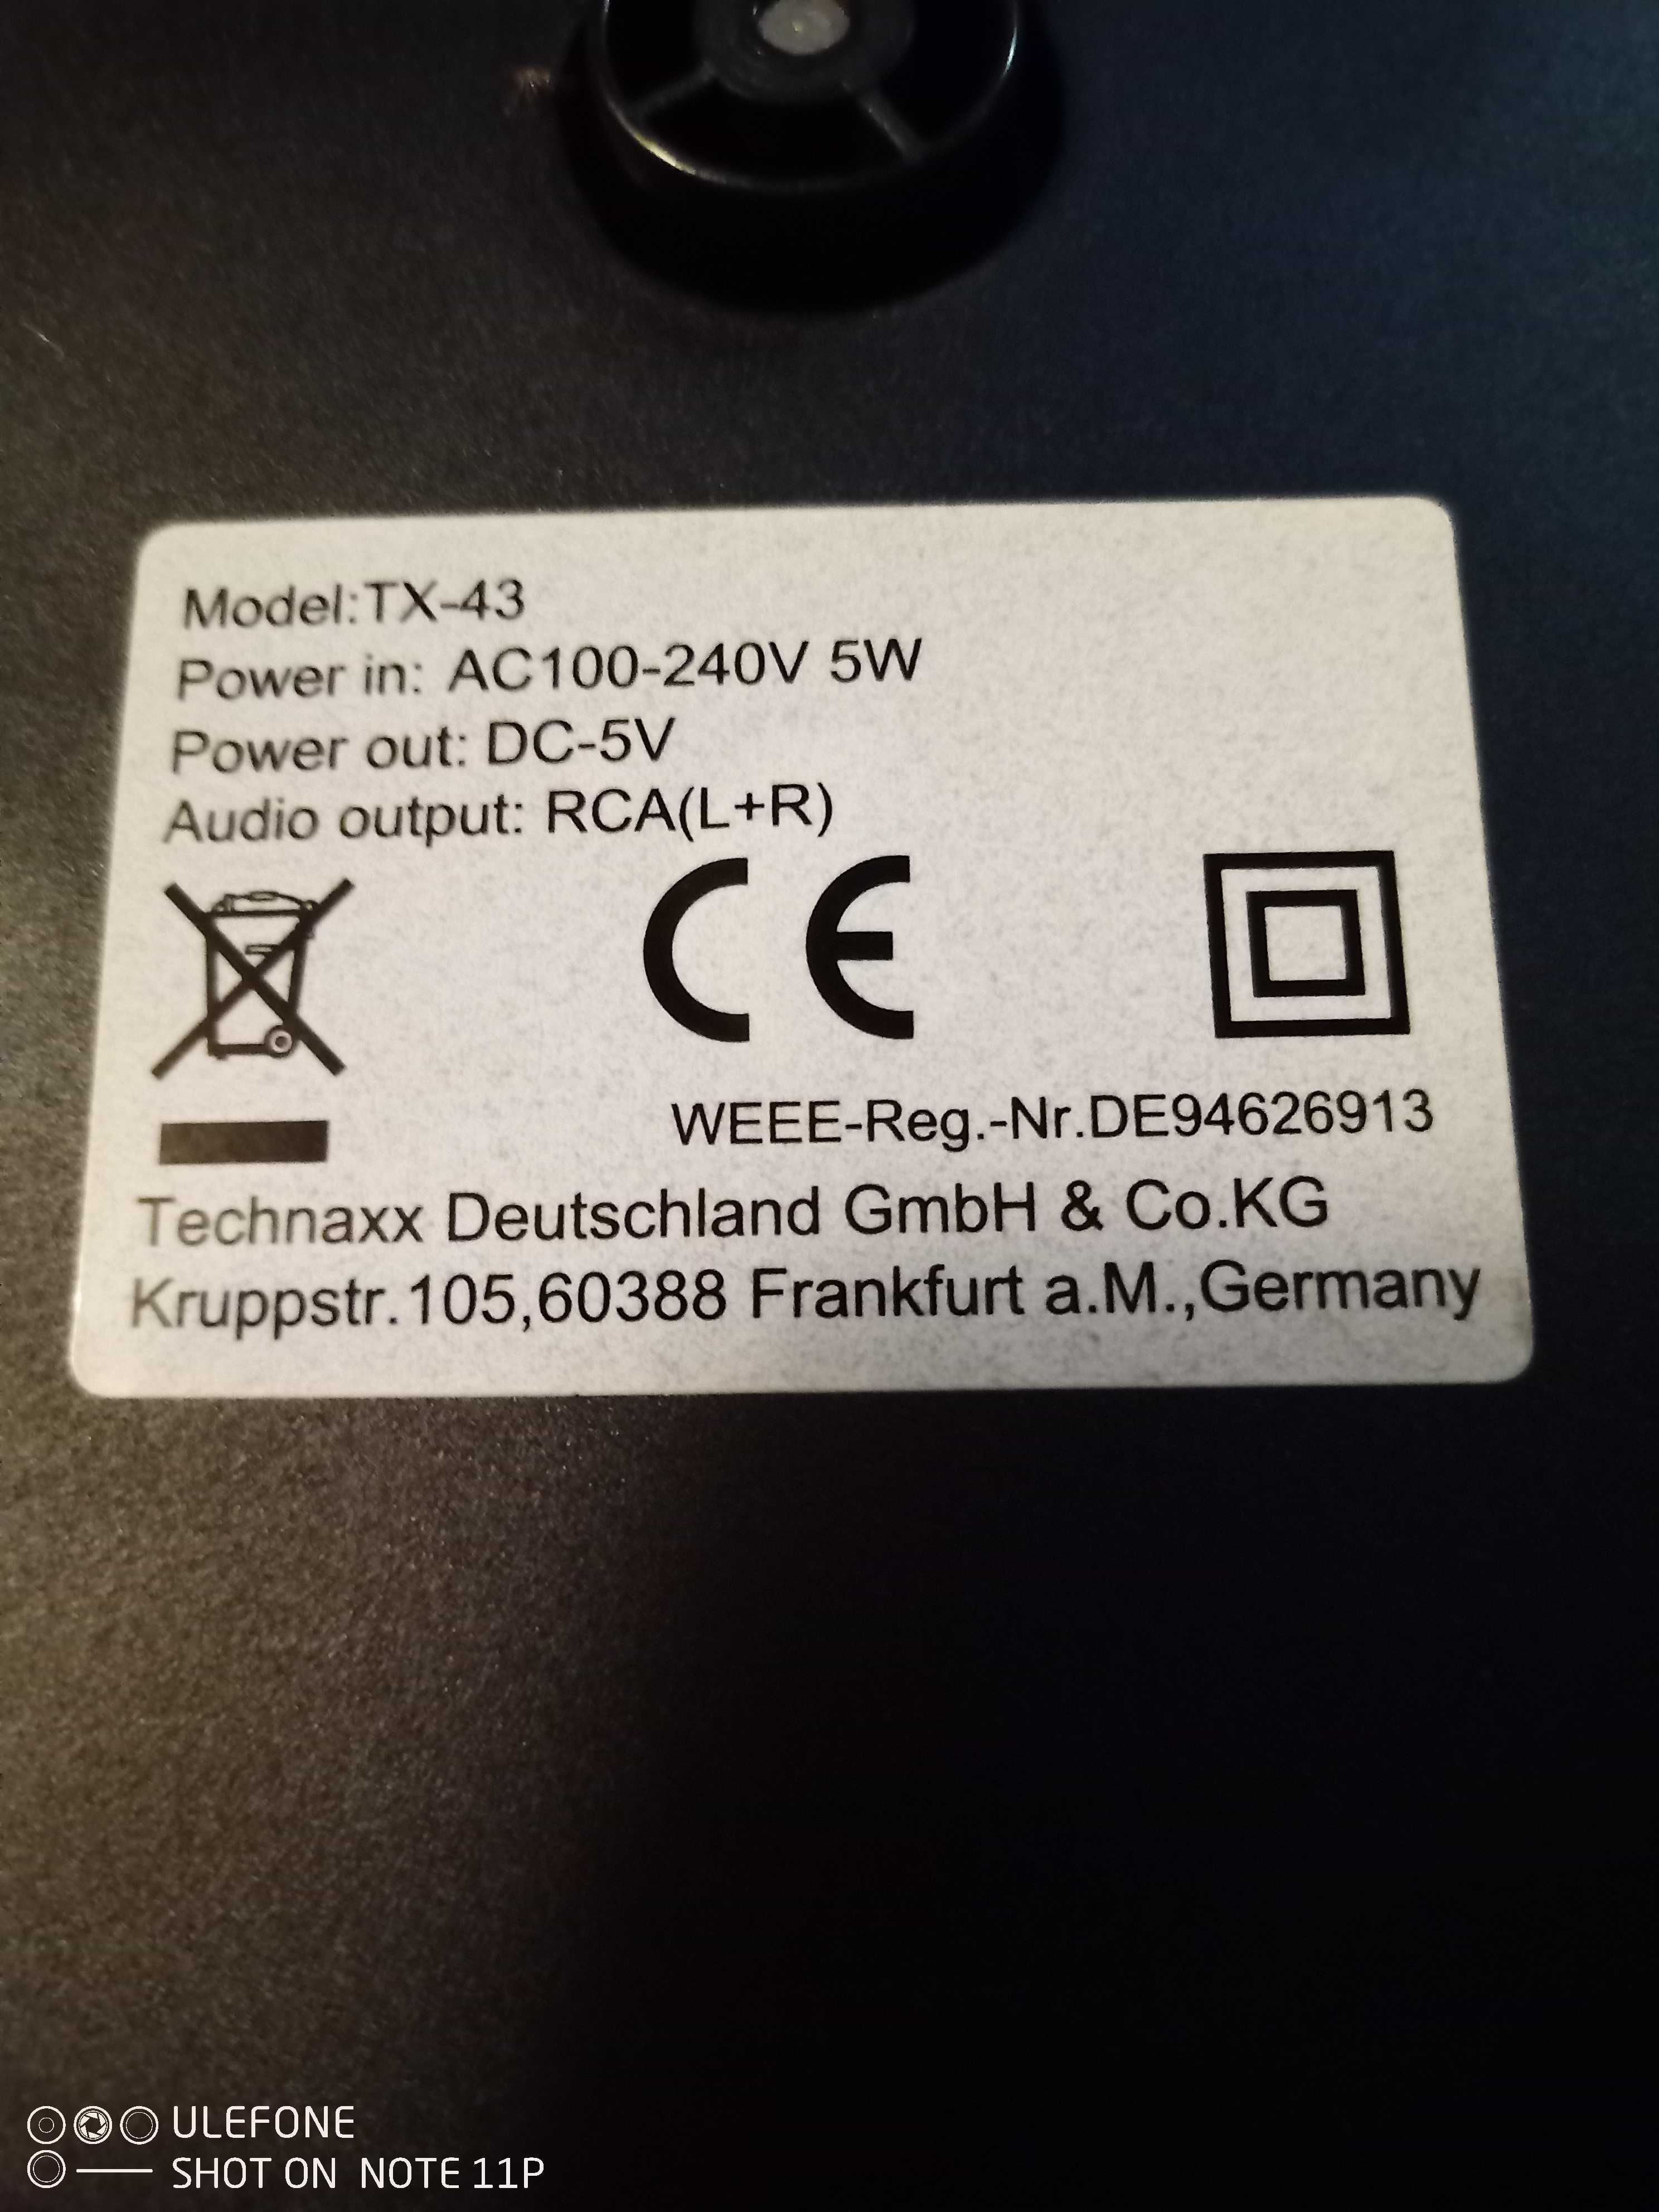 Model:TX-43
Power in: AC100-240V 5W
Power out: DC-5V
Audio output: RCA(L+R)
CE
WEEE-Reg.-Nr.DE94626913
Technaxx Deutschland GmbH & Co.KG
Kruppstr.105,60388 Frankfurt a.M.,Germany
ULEFONE
SHOT ON NOTE 11P